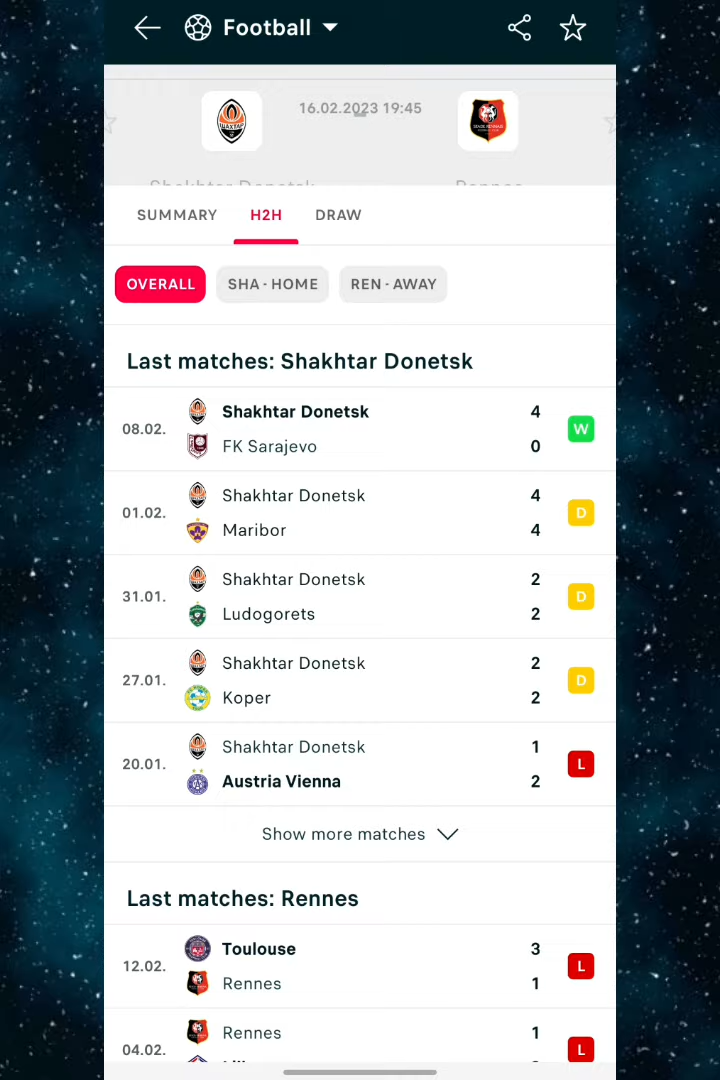 Football
16.02.2023 19:45
Shakhtar Donetsk
Rennes
SUMMARY
H2H
DRAW
OVERALL
SHA - HOME
REN - AWAY
Last matches: Shakhtar Donetsk
08.02.
Shakhtar Donetsk
4
FK Sarajevo
0
W
01.02.
Shakhtar Donetsk
4
Maribor
4
D
31.01.
Shakhtar Donetsk
2
Ludogorets
2
D
27.01.
Shakhtar Donetsk
2
Koper
2
D
20.01.
Shakhtar Donetsk
1
Austria Vienna
2
L
Show more matches
Last matches: Rennes
12.02.
Toulouse
3
Rennes
1
L
04.02.
Rennes
1
L